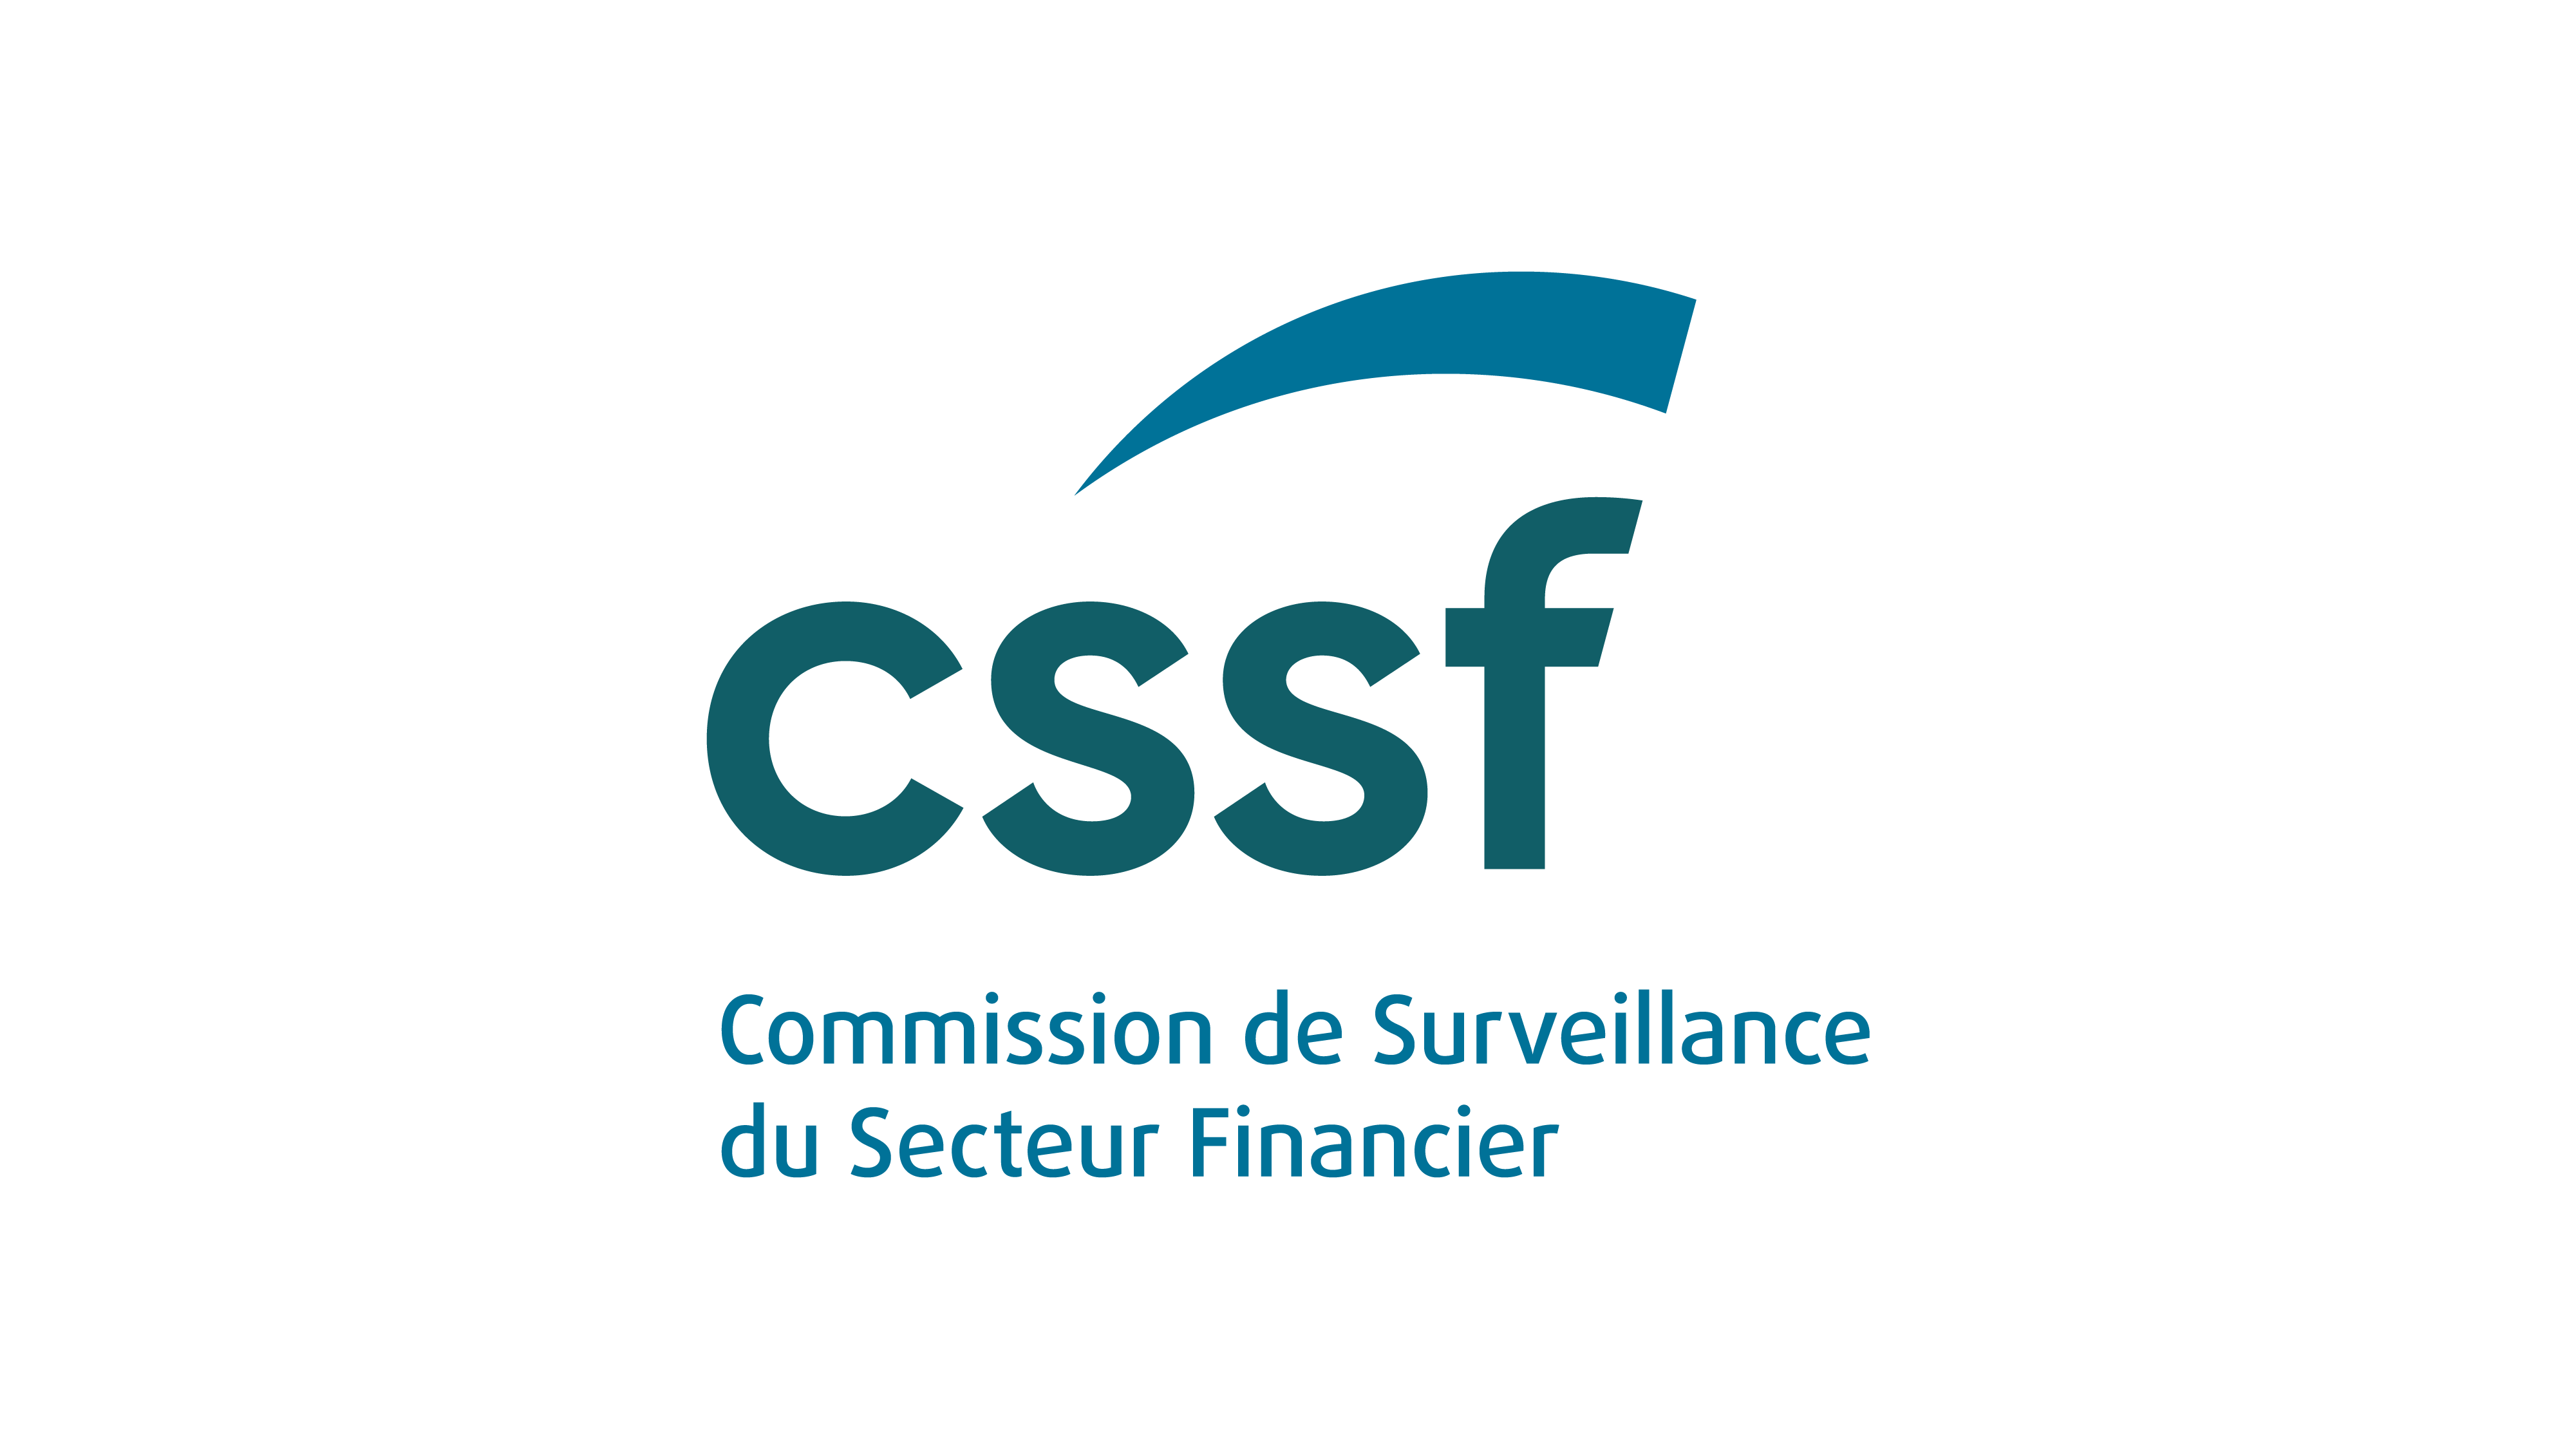 cssf
Commission de Surveillance
du Secteur Financier